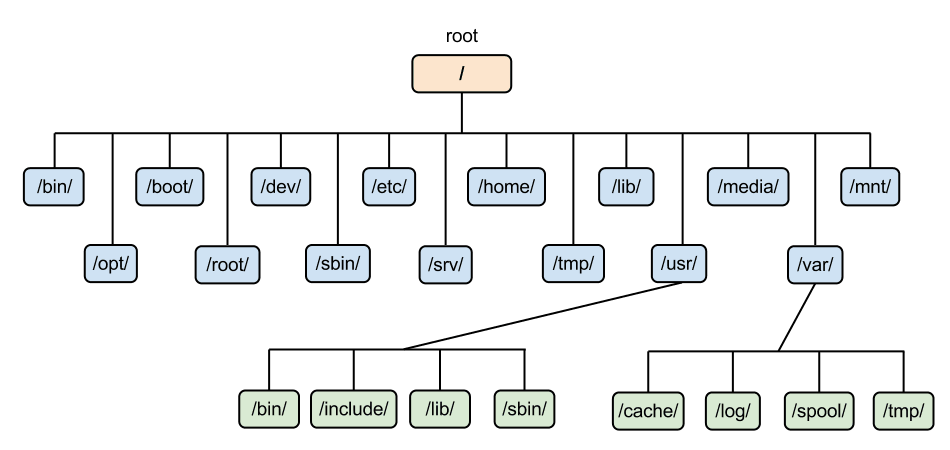 root
/
/bin/ /boot/ /dev/ /etc/ /home/ /lib/ /media/ /mnt/
/opt/ /root/ /sbin/ /srv/ /tmp/ /usr/ /var/
/bin/ /include/ /lib/ /sbin/ /cache/ /log/ /spool/ /tmp/